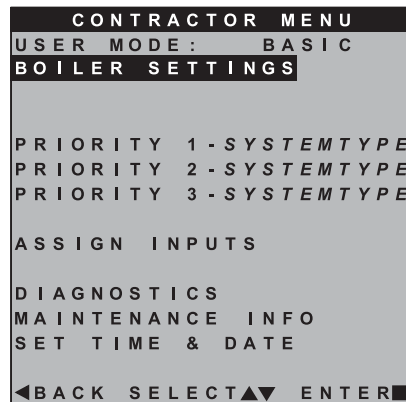 CONTRACTOR MENU
USER MODE: BASIC
BOILER SETTINGS
PRIORITY 1-SYSTEMTYPE
PRIORITY 2-SYSTEMTYPE
PRIORITY 3-SYSTEMTYPE
ASSIGN INPUTS
DIAGNOSTICS
MAINTENANCE INFO
SET TIME & DATE
◀BACK SELECT▲▼ ENTER■